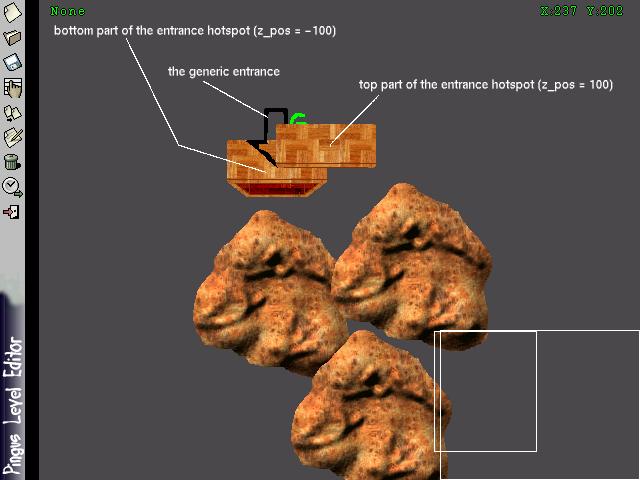 None
X:237 Y:202
bottom part of the entrance hotspot (z_pos = −100)
the generic entrance
top part of the entrance hotspot (z_pos = 100)
G
Pingus Level Editor